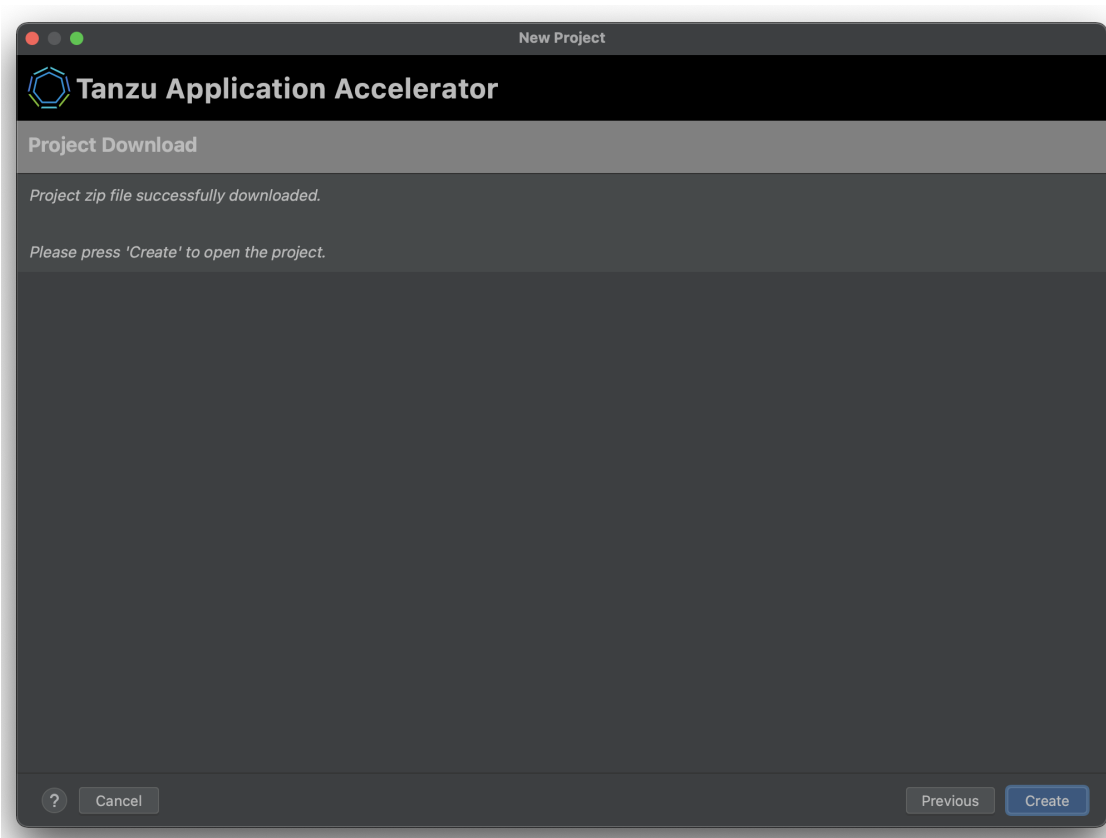 New Project
Tanzu Application Accelerator
Project Download
Project zip file successfully downloaded.
Please press 'Create' to open the project.
? Cancel Previous Create